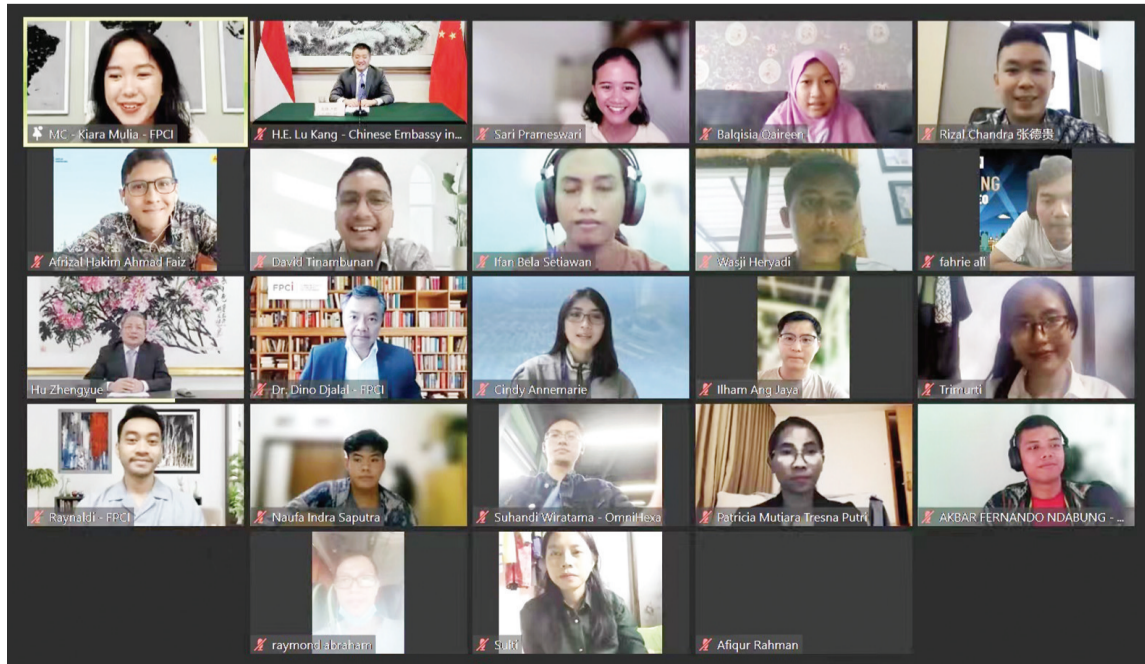 MC - Kiara Mulia - FPCI
H.E. Lu Kang - Chinese Embassy in...
Sari Prameswari
Balqisia Qaireen
Rizal Chandra 张德贵
Afrizal Hakim Ahmad Faiz
David Tinambunan
Ifan Bela Setiawan
Wasji Heryadi
fahrie ali
Hu Zhengyue
FPCI
Dr. Dino Djalal - FPCI
Cindy Annemarie
Ilham Ang Jaya
Trimurti
Raynaldi - FPCI
Naufa Indra Saputra
Suhandi Wiratama - OmniHexa
Patricia Mutiara Tresna Putri
AKBAR FERNANDO NDABUNG - ...
raymond abraham
Sulti
Afiqur Rahman